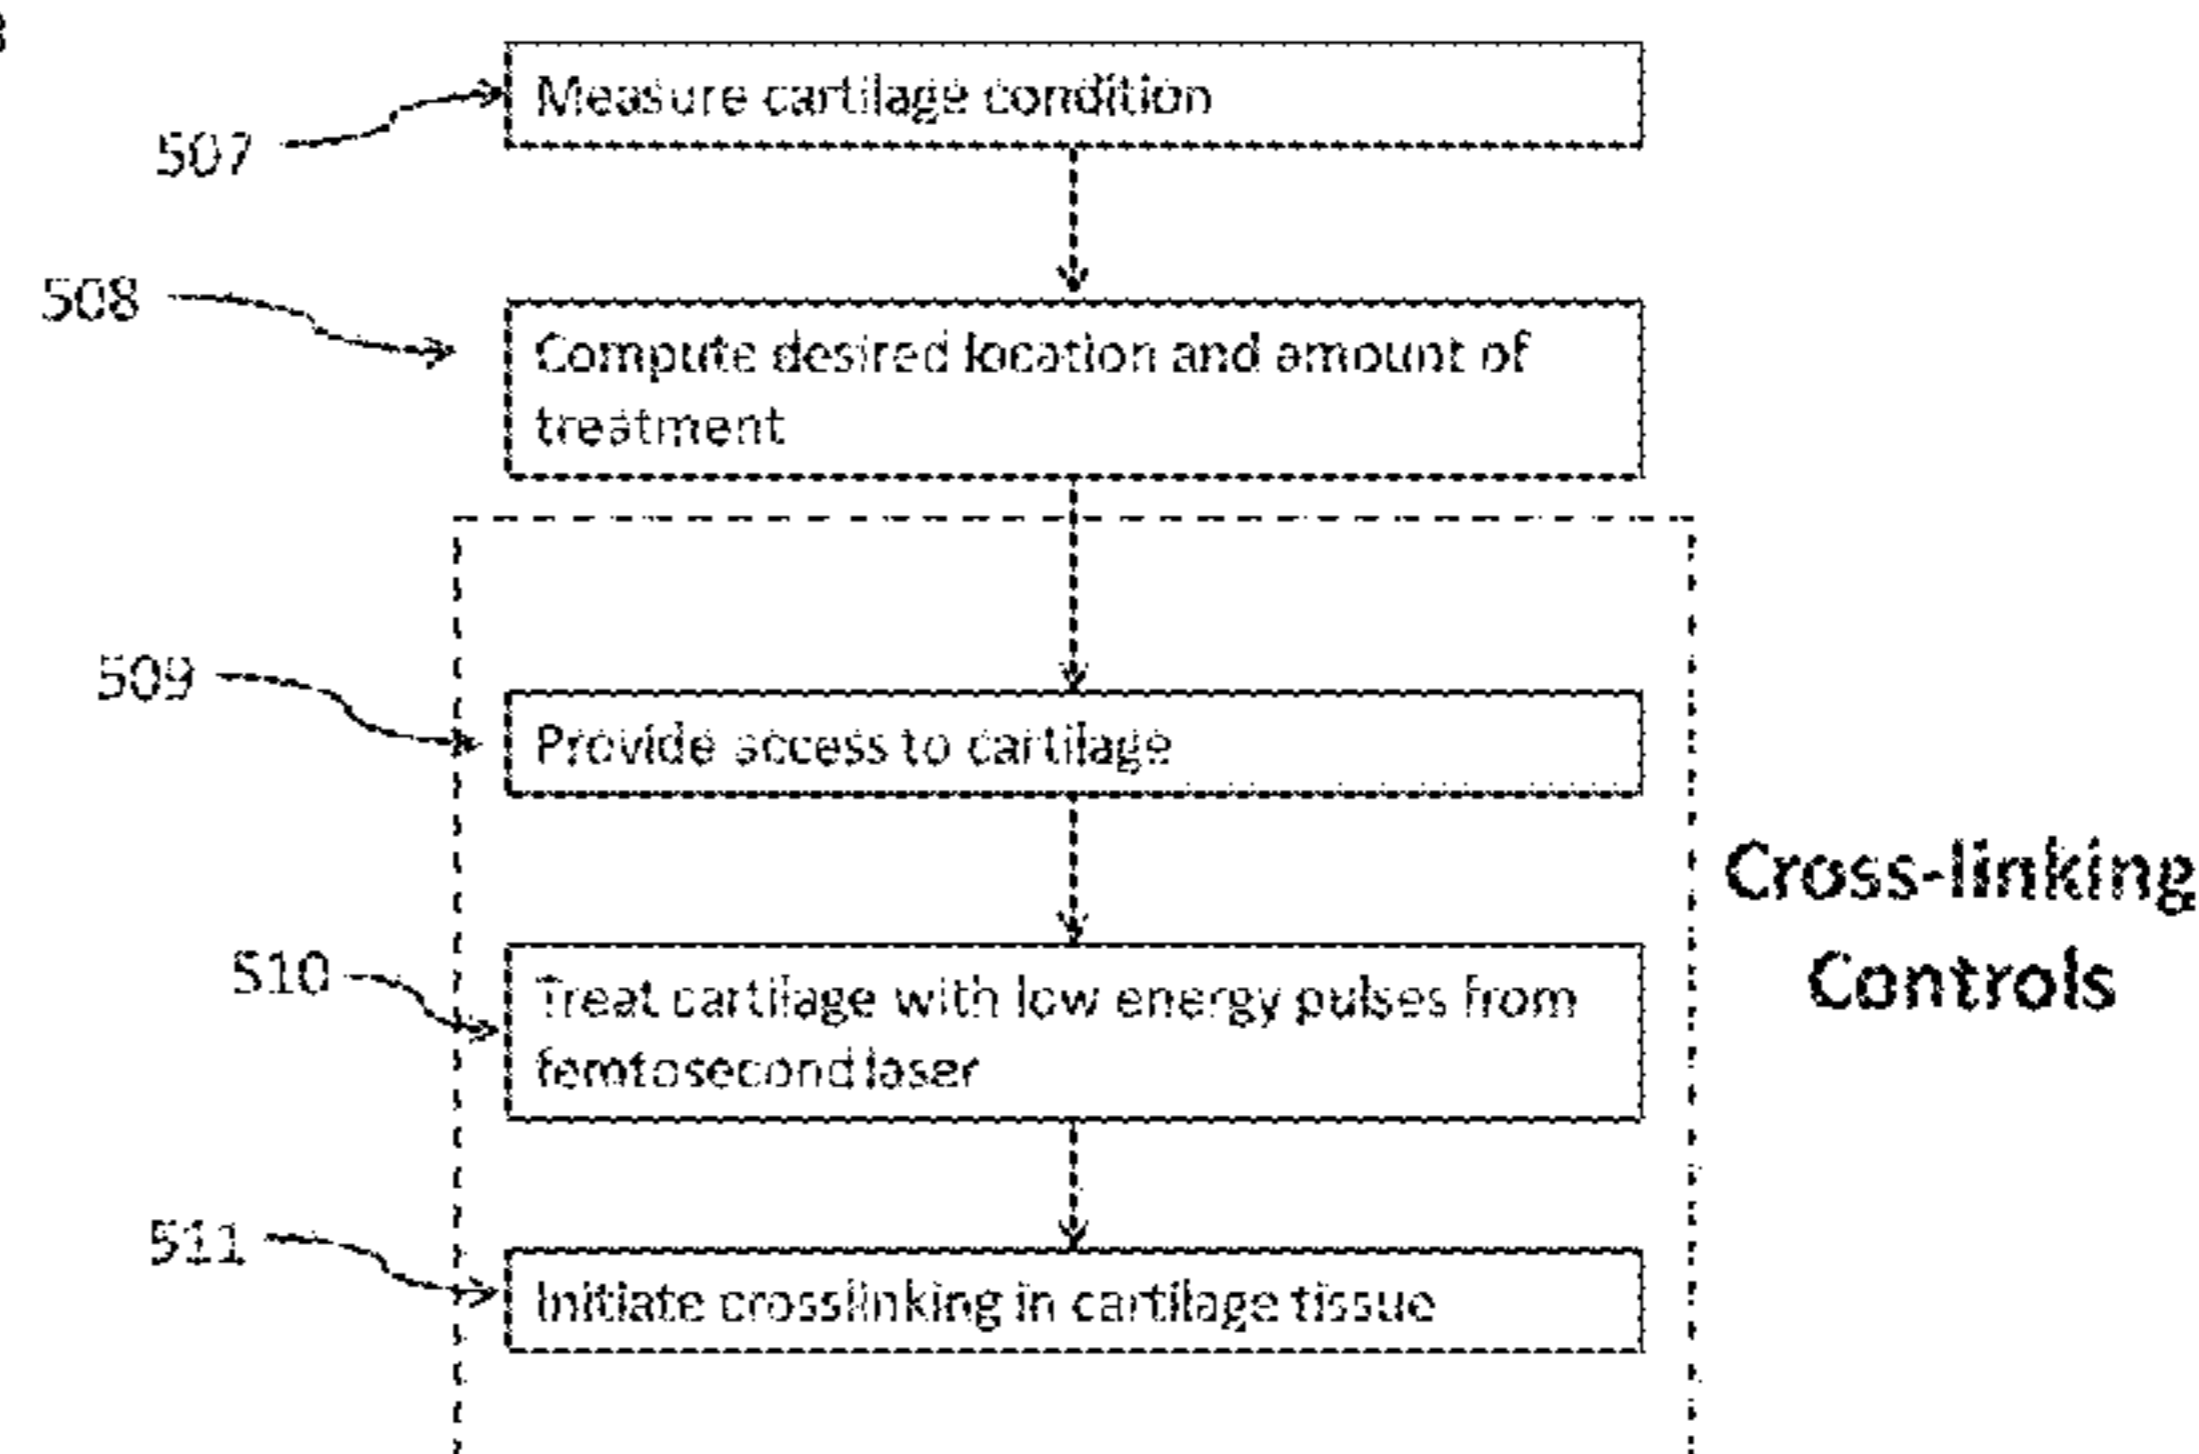 507
Measure cartilage condition
508
Compute desired location and amount of
treatment
509
Provide access to cartilage
Cross-linking
Controls
510
Treat cartilage with low energy pulses from
femtosecond laser
511
Initiate crosslinking in cartilage tissue